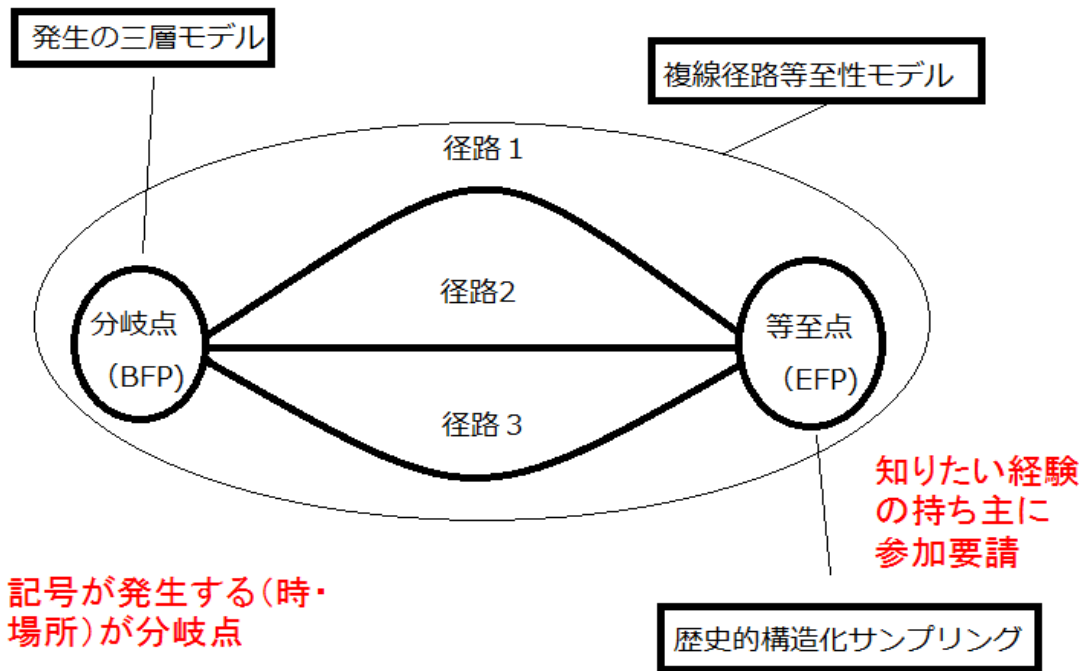 発生の三層モデル
複線径路等至性モデル
径路１
径路2
分岐点
（BFP)
等至点
（EFP)
径路３
知りたい経験
の持ち主に
参加要請
記号が発生する（時・
場所）が分岐点
歴史的構造化サンプリング